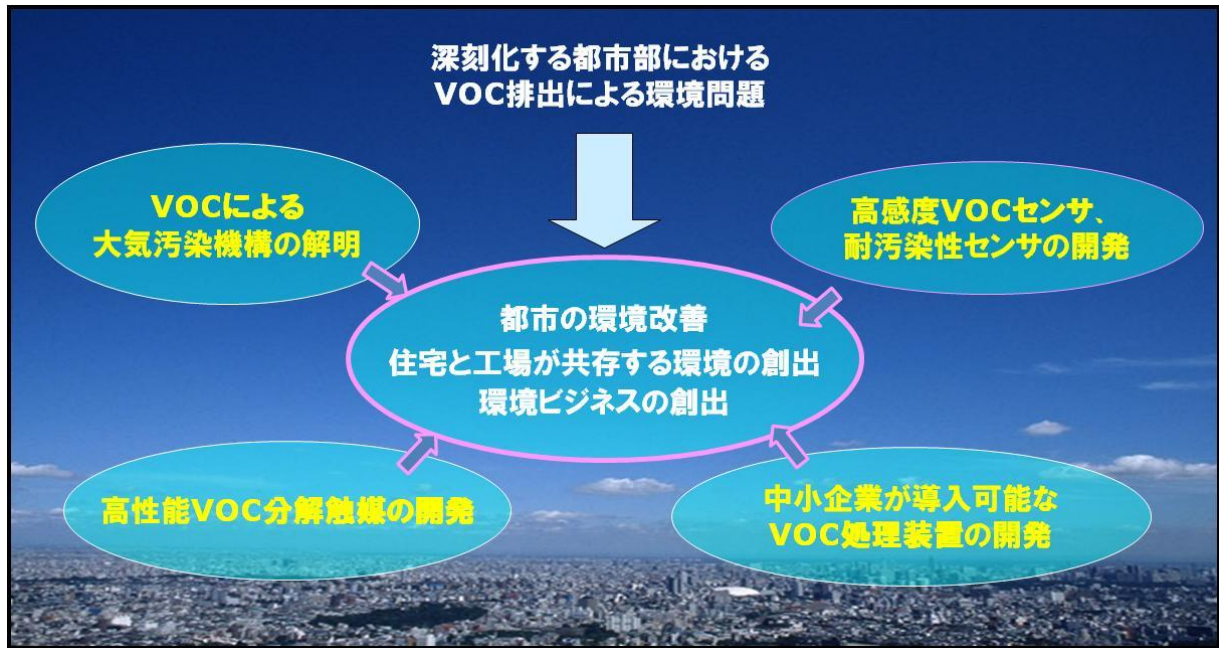 深刻化する都市部における
VOC排出による環境問題
VOCによる
大気汚染機構の解明
高感度VOCセンサ、
耐汚染性センサの開発
都市の環境改善
住宅と工場が共存する環境の創出
環境ビジネスの創出
高性能VOC分解触媒の開発
中小企業が導入可能な
VOC処理装置の開発